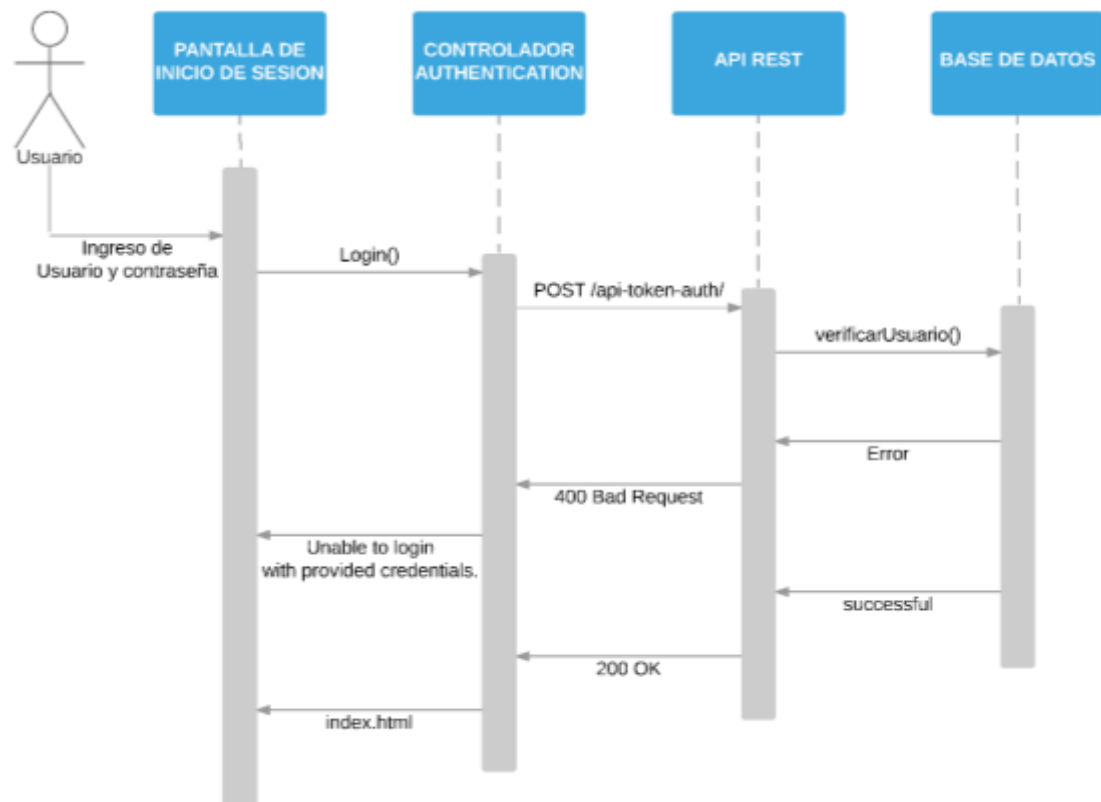 PANTALLA DE
INICIO DE SESION
CONTROLADOR
AUTHENTICATION
API REST
BASE DE DATOS
Usuario
Ingreso de
Usuario y contraseña
Login()
POST /api-token-auth/
verificarUsuario()
Error
400 Bad Request
Unable to login
with provided credentials.
successful
200 OK
index.html